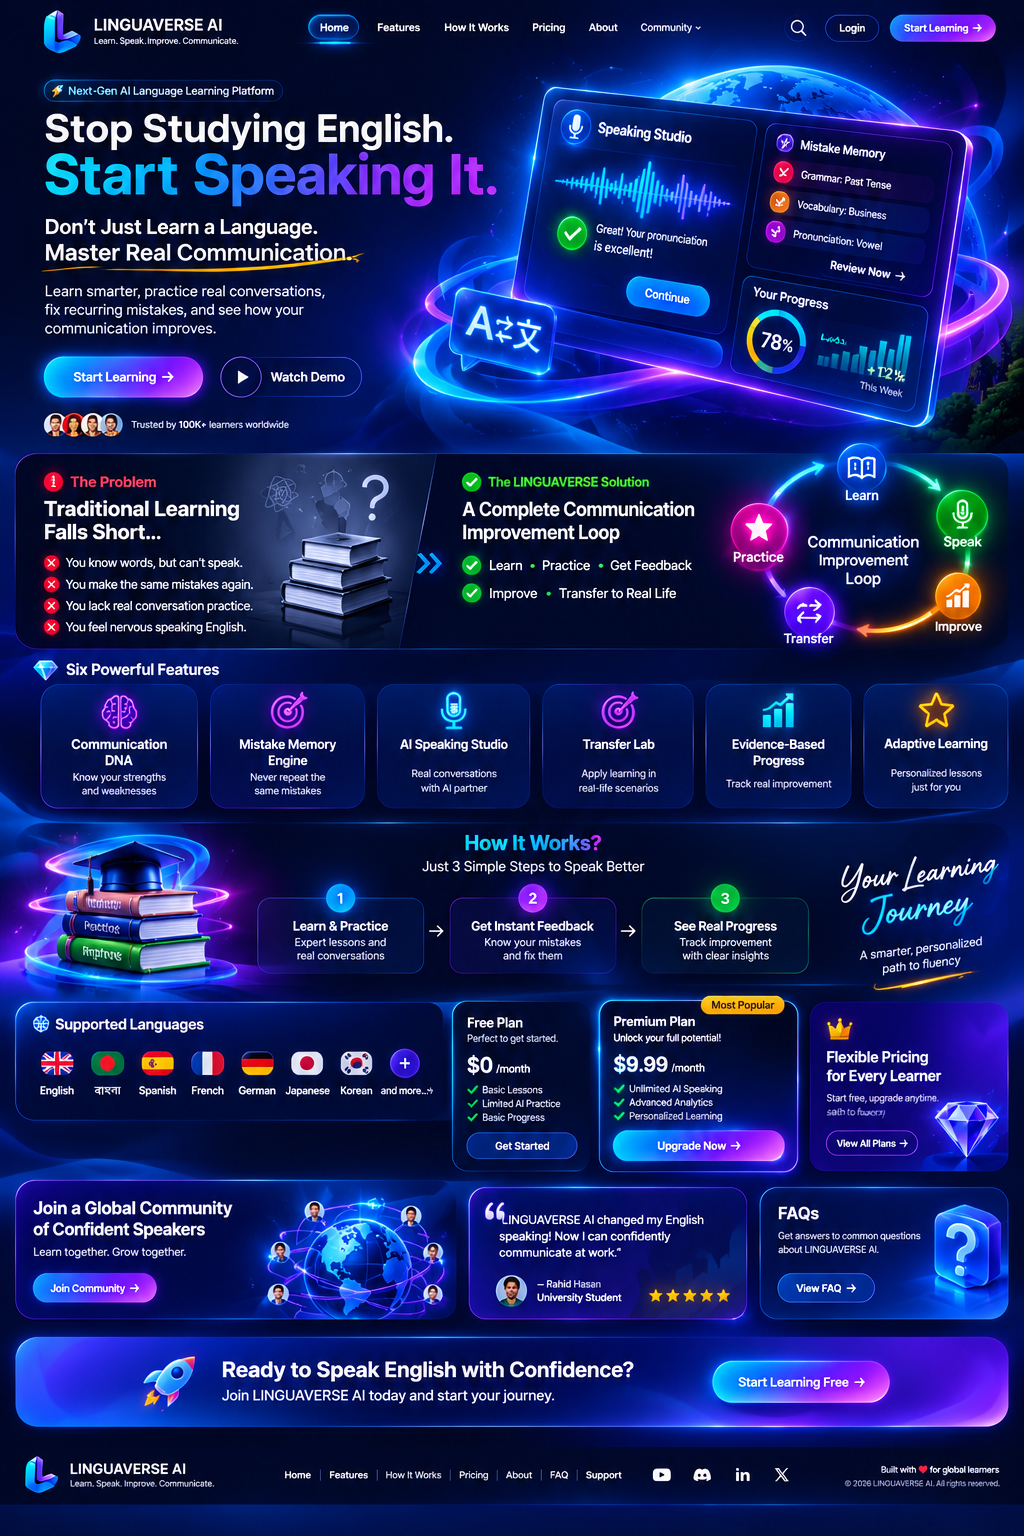 LINGUAVERSE AI
Learn. Speak. Improve. Communicate.
Home
Features
How It Works
Pricing
About
Community
Login
Start Learning →
Next-Gen AI Language Learning Platform
Stop Studying English.
Start Speaking It.
Don't Just Learn a Language.
Master Real Communication.
Learn smarter, practice real conversations,
fix recurring mistakes, and see how your
communication improves.
Start Learning →
Watch Demo
Trusted by 100K+ learners worldwide
Speaking Studio
Great! Your pronunciation
is excellent!
Continue
Mistake Memory
Grammar: Past Tense
Vocabulary: Business
Pronunciation: Vowel
Review Now →
Your Progress
78%
+12%
This Week
A⇄文
The Problem
Traditional Learning
Falls Short...
You know words, but can't speak.
You make the same mistakes again.
You lack real conversation practice.
You feel nervous speaking English.
?
The LINGUAVERSE Solution
A Complete Communication
Improvement Loop
Learn • Practice • Get Feedback
Improve • Transfer to Real Life
Learn
Speak
Improve
Transfer
Practice
Communication
Improvement
Loop
Six Powerful Features
Communication
DNA
Know your strengths
and weaknesses
Mistake Memory
Engine
Never repeat the
same mistakes
AI Speaking Studio
Real conversations
with AI partner
Transfer Lab
Apply learning in
real-life scenarios
Evidence-Based
Progress
Track real improvement
Adaptive Learning
Personalized lessons
just for you
How It Works?
Just 3 Simple Steps to Speak Better
1
Learn & Practice
Expert lessons and
real conversations
→
2
Get Instant Feedback
Know your mistakes
and fix them
→
3
See Real Progress
Track improvement
with clear insights
Your Learning
Journey
A smarter, personalized
path to fluency
Supported Languages
English
বাংলা
Spanish
French
German
Japanese
Korean
+
and more...
Free Plan
Perfect to get started.
$0 /month
Basic Lessons
Limited AI Practice
Basic Progress
Get Started
Most Popular
Premium Plan
Unlock your full potential!
$9.99 /month
Unlimited AI Speaking
Advanced Analytics
Personalized Learning
Upgrade Now →
Flexible Pricing
for Every Learner
Start free, upgrade anytime.
View All Plans →
Join a Global Community
of Confident Speakers
Learn together. Grow together.
Join Community →
“LINGUAVERSE AI changed my English
speaking! Now I can confidently
communicate at work.”
— Rahid Hasan
University Student
FAQs
Get answers to common questions
about LINGUAVERSE AI.
View FAQ →
?
Ready to Speak English with Confidence?
Join LINGUAVERSE AI today and start your journey.
Start Learning Free →
LINGUAVERSE AI
Learn. Speak. Improve. Communicate.
Home | Features | How It Works | Pricing | About | FAQ | Support
in
X
Built with ❤ for global learners
© 2026 LINGUAVERSE AI. All rights reserved.